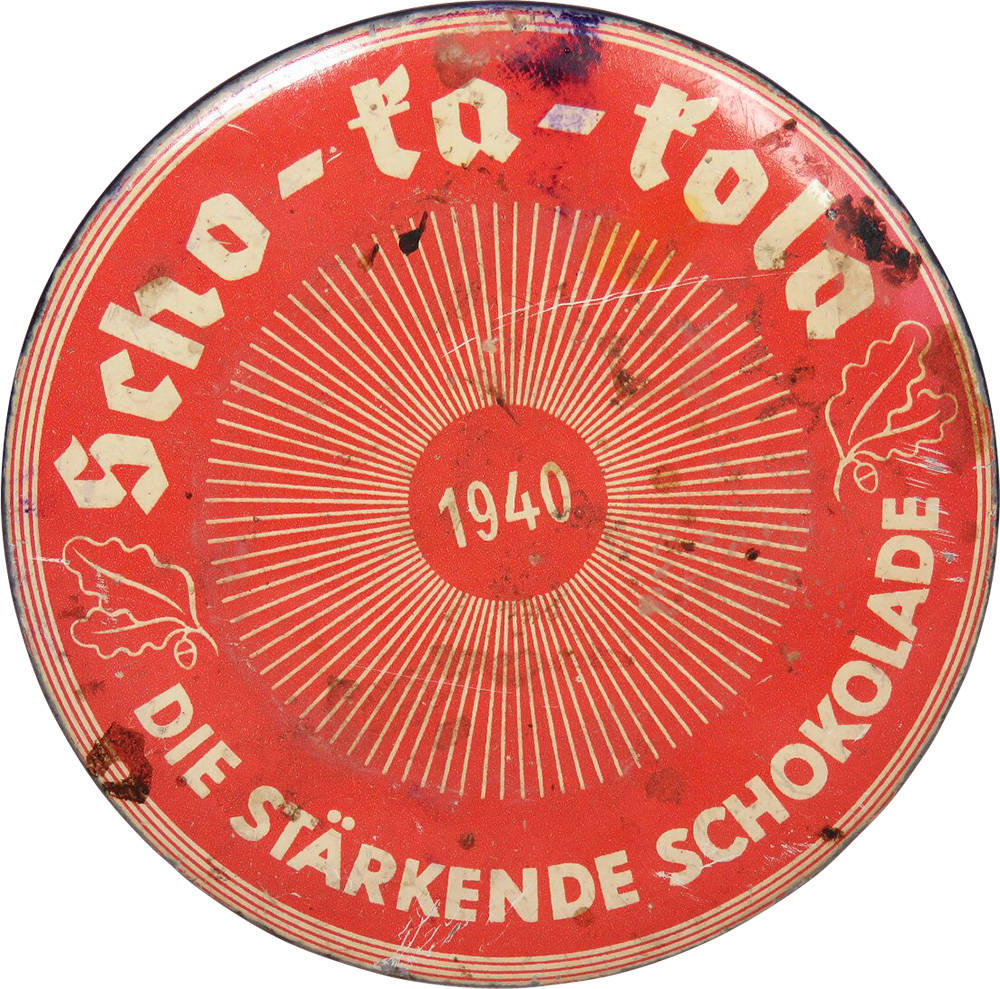 Scho-ka-kola
1940
DIE STÄRKENDE SCHOKOLADE